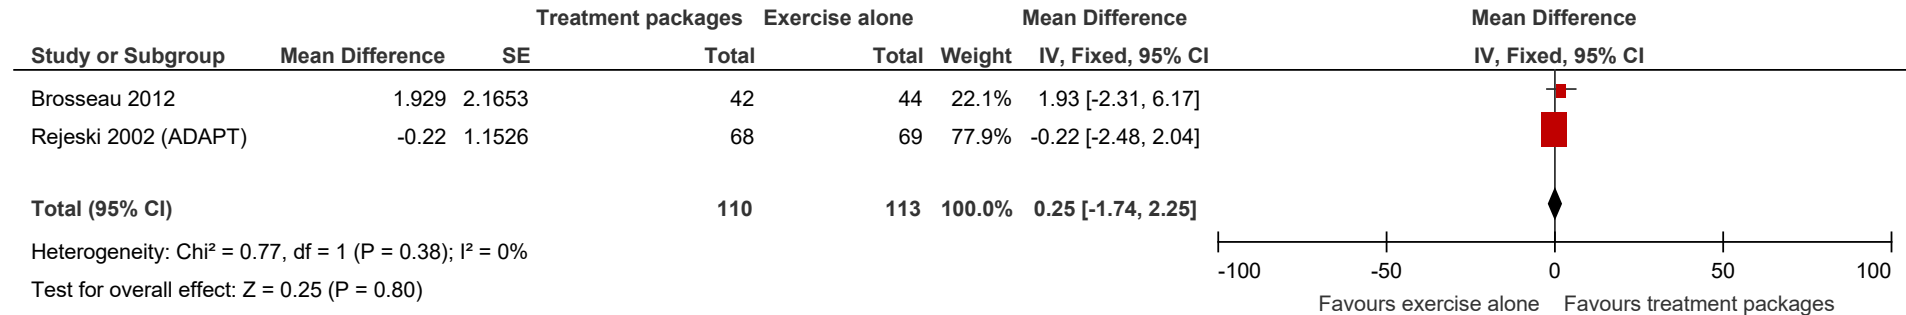 Treatment packages Exercise alone Mean Difference Mean Difference
Study or Subgroup Mean Difference SE Total Total Weight IV, Fixed, 95% CI IV, Fixed, 95% CI
Brosseau 2012 1.929 2.1653 42 44 22.1% 1.93 [-2.31, 6.17]
Rejeski 2002 (ADAPT) -0.22 1.1526 68 69 77.9% -0.22 [-2.48, 2.04]
Total (95% CI) 110 113 100.0% 0.25 [-1.74, 2.25]
Heterogeneity: Chi² = 0.77, df = 1 (P = 0.38); I² = 0%
Test for overall effect: Z = 0.25 (P = 0.80)
-100 -50 0 50 100
Favours exercise alone Favours treatment packages